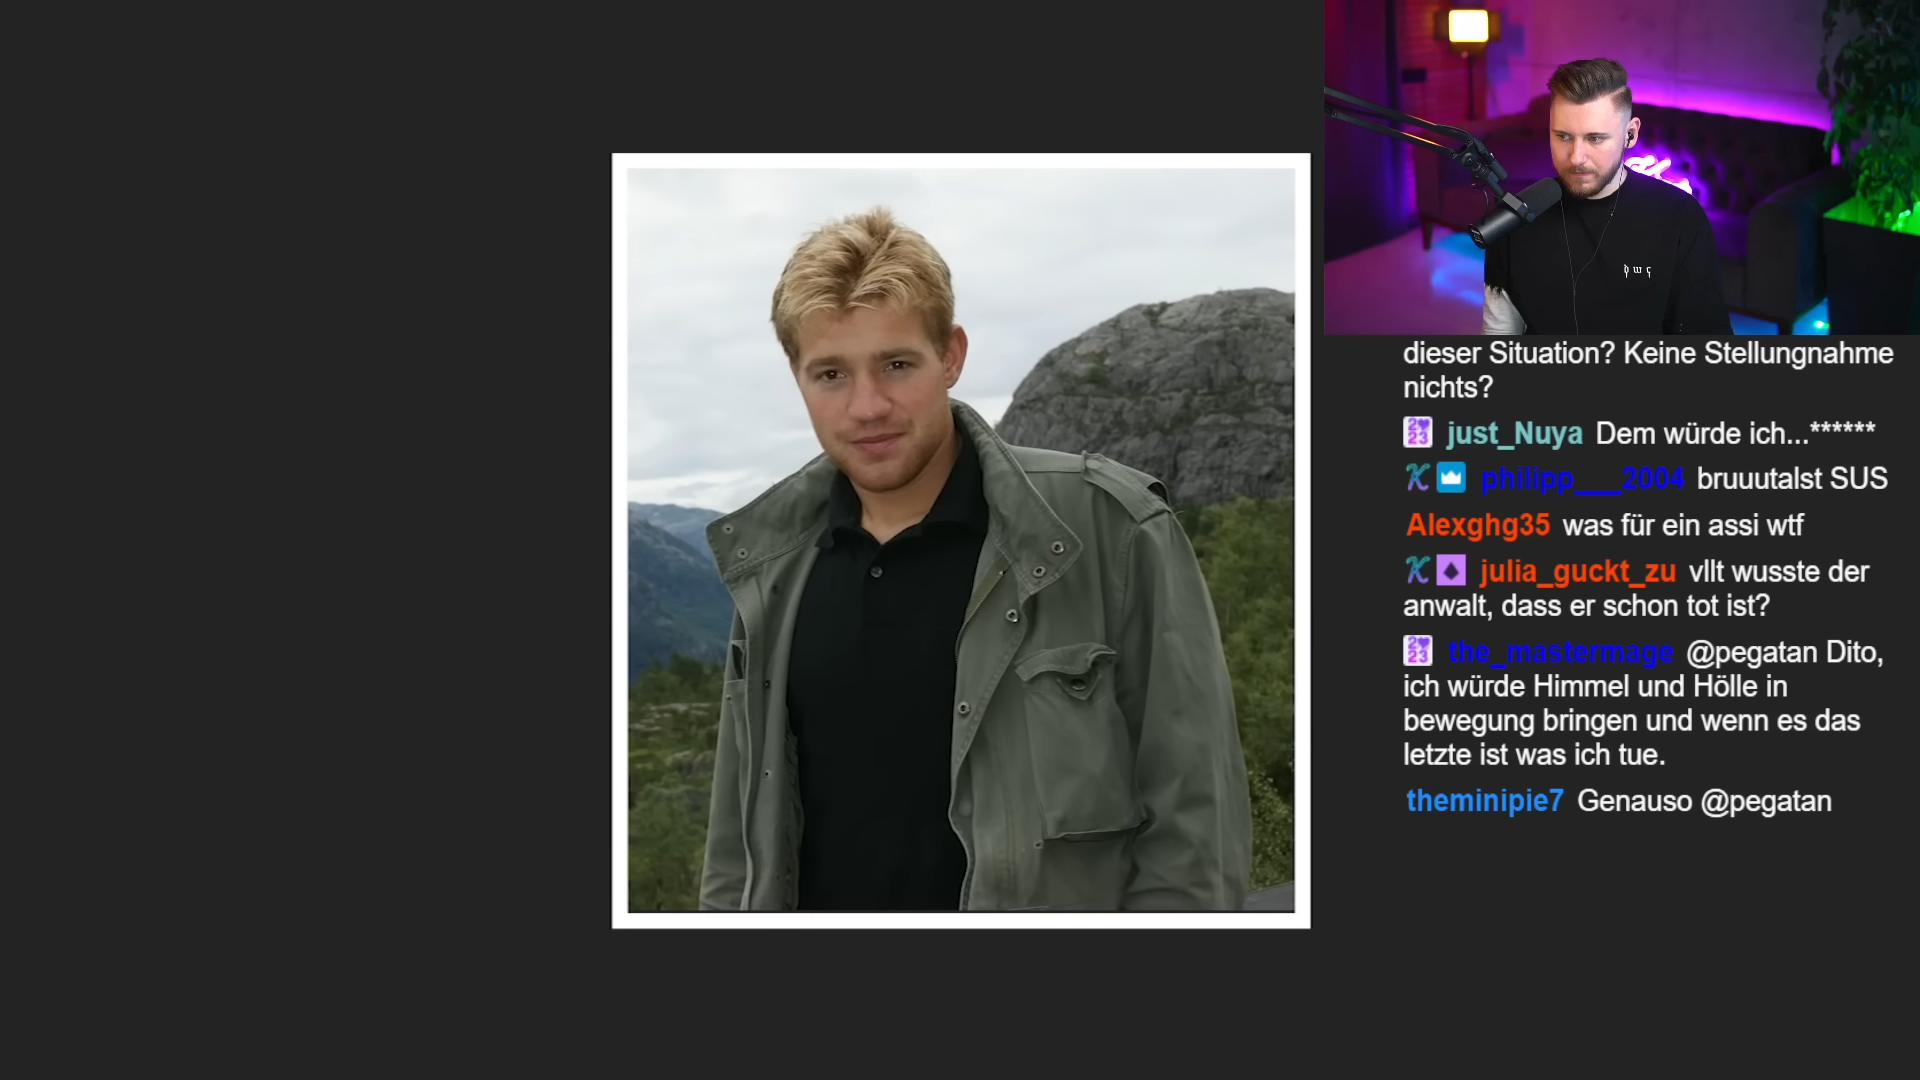 dieser Situation? Keine Stellungnahme
nichts?
just_Nuya Dem würde ich...******
philipp___2004 bruuutalst SUS
Alexghg35 was für ein assi wtf
julia_guckt_zu vllt wusste der
anwalt, dass er schon tot ist?
the_mastermage @pegatan Dito,
ich würde Himmel und Hölle in
bewegung bringen und wenn es das
letzte ist was ich tue.
theminipie7 Genauso @pegatan